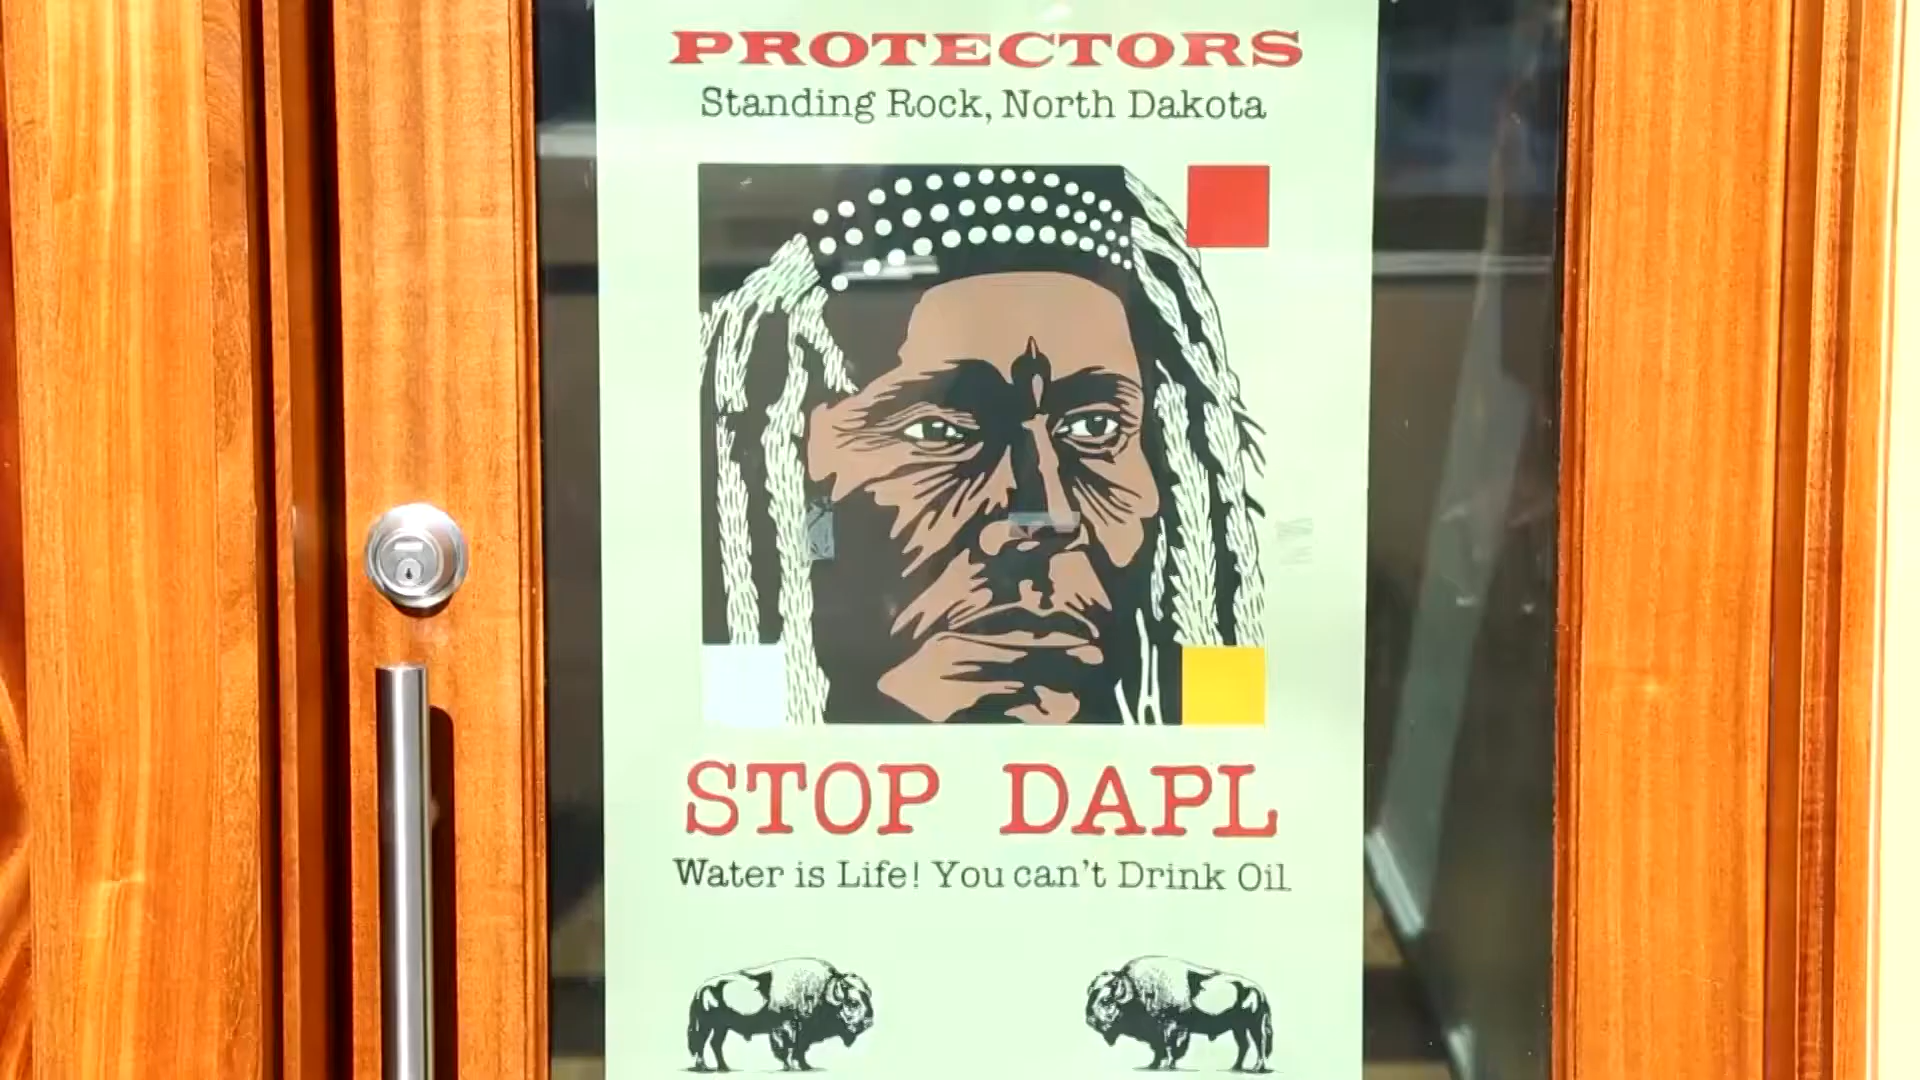 PROTECTORS
Standing Rock, North Dakota
STOP DAPL
Water is Life! You can't Drink Oil